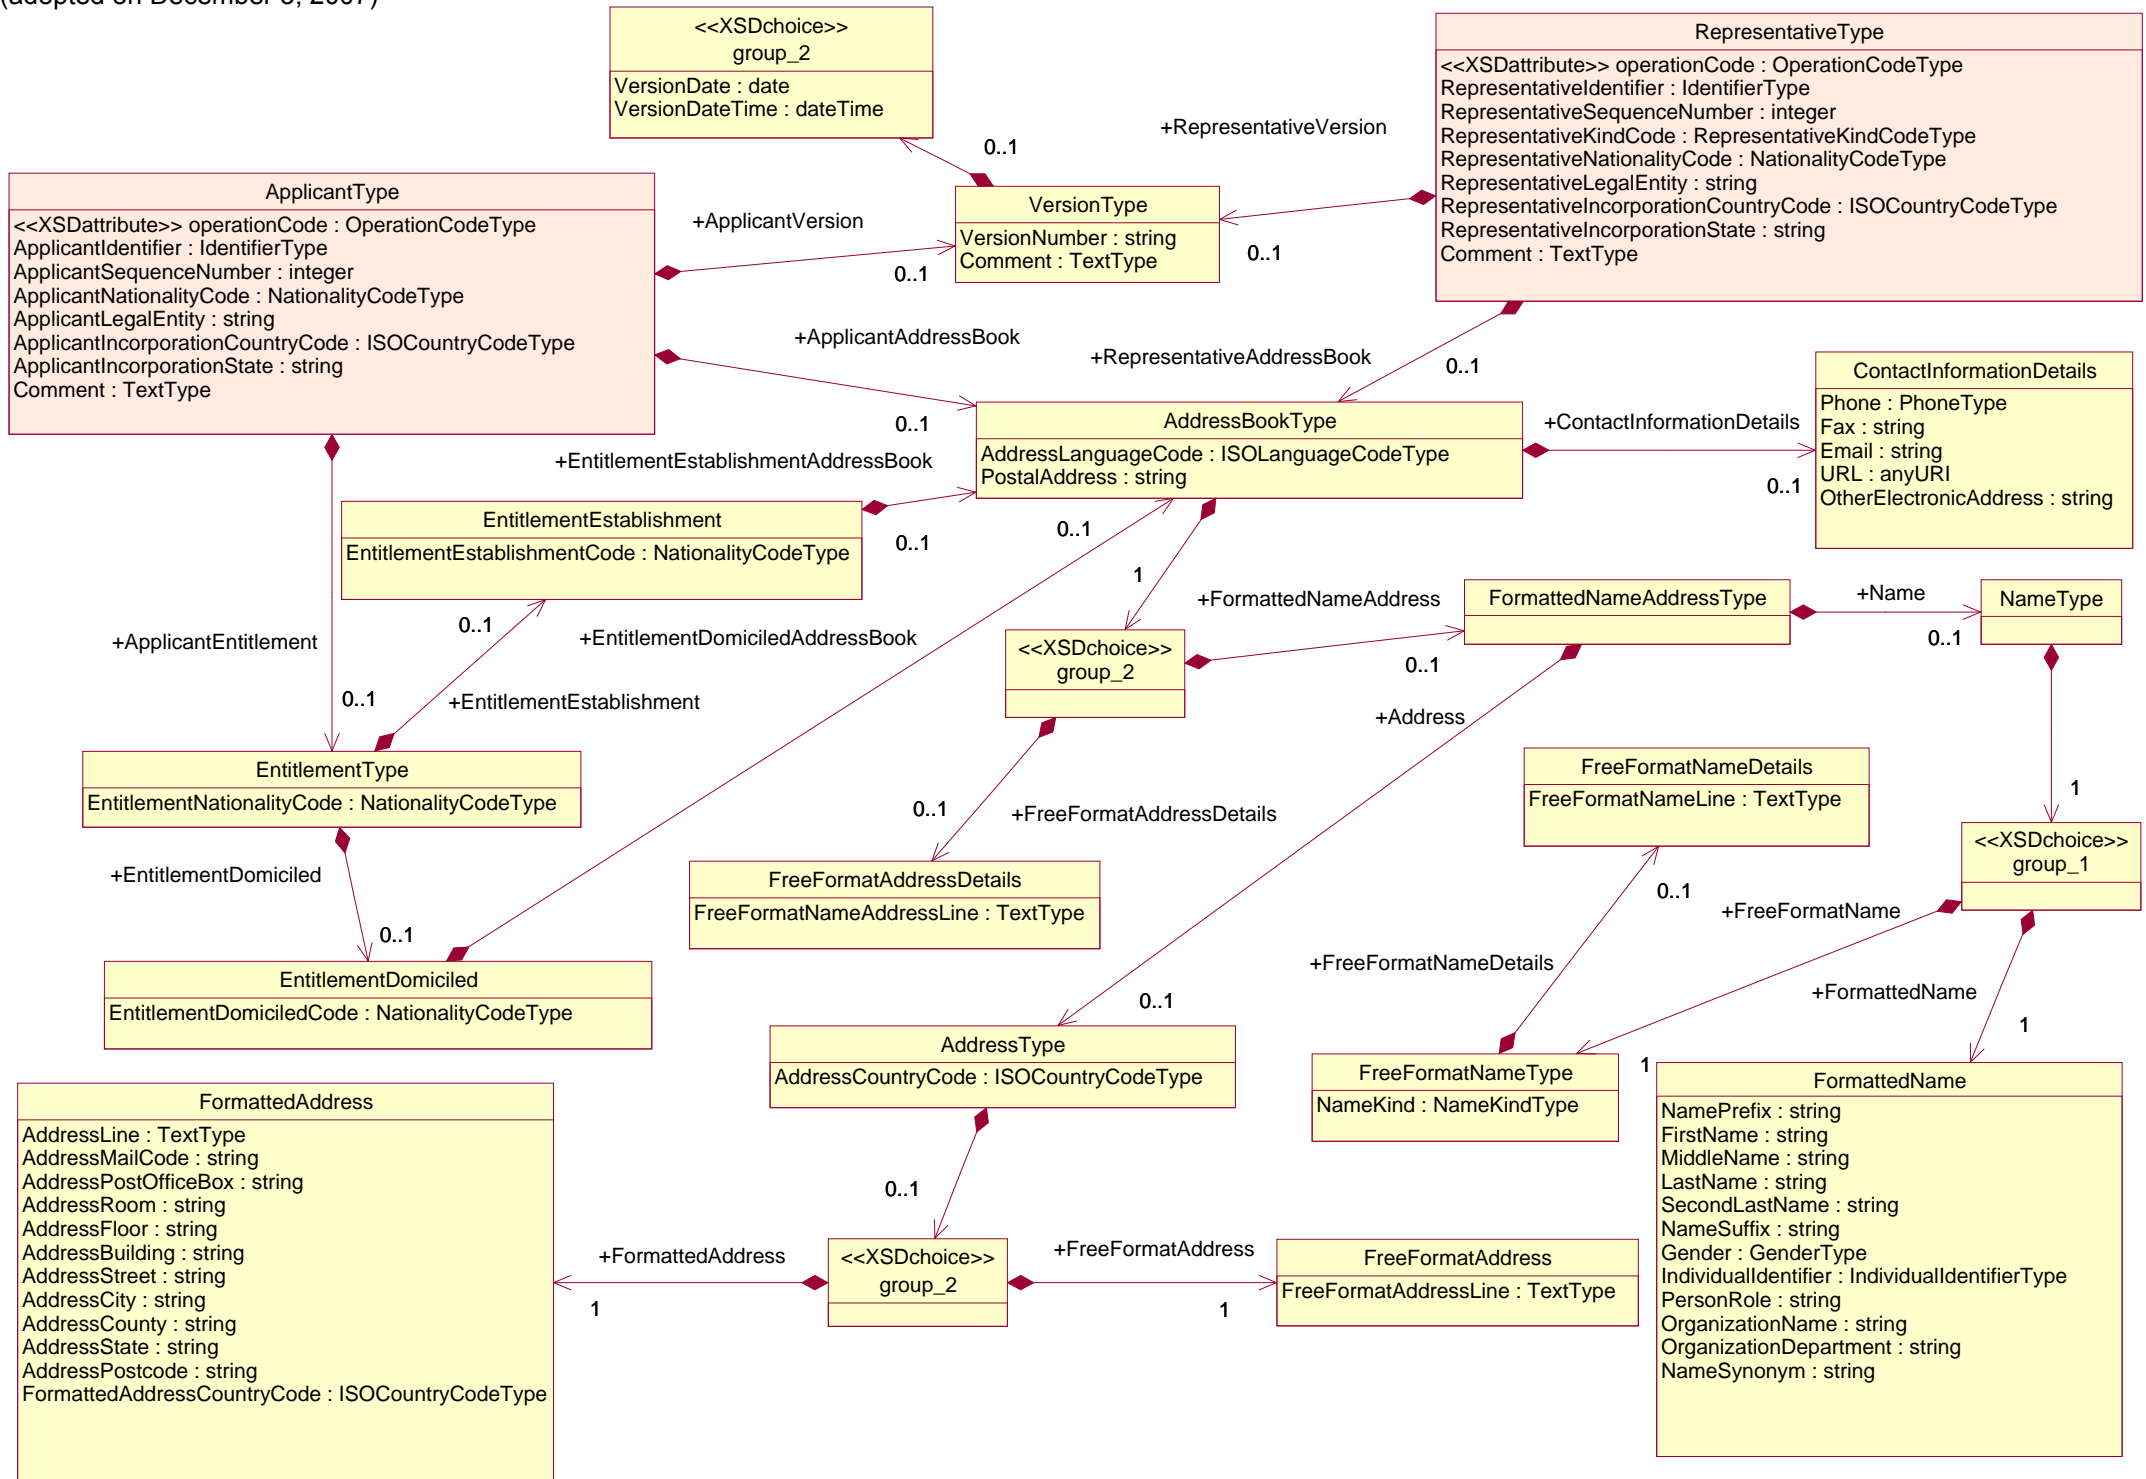 <<XSDchoice>>
group_2
VersionDate : date
VersionDateTime : dateTime
RepresentativeType
<<XSDattribute>> operationCode : OperationCodeType
RepresentativeIdentifier : IdentifierType
RepresentativeSequenceNumber : integer
RepresentativeKindCode : RepresentativeKindCodeType
RepresentativeNationalityCode : NationalityCodeType
RepresentativeLegalEntity : string
RepresentativeIncorporationCountryCode : ISOCountryCodeType
RepresentativeIncorporationState : string
Comment : TextType
+RepresentativeVersion
0..1
0..1
ApplicantType
<<XSDattribute>> operationCode : OperationCodeType
ApplicantIdentifier : IdentifierType
ApplicantSequenceNumber : integer
ApplicantNationalityCode : NationalityCodeType
ApplicantLegalEntity : string
ApplicantIncorporationCountryCode : ISOCountryCodeType
ApplicantIncorporationState : string
Comment : TextType
+ApplicantVersion
0..1
VersionType
VersionNumber : string
Comment : TextType
+ApplicantAddressBook
0..1
+RepresentativeAddressBook
0..1
ContactInformationDetails
Phone : PhoneType
Fax : string
Email : string
URL : anyURI
OtherElectronicAddress : string
AddressBookType
AddressLanguageCode : ISOLanguageCodeType
PostalAddress : string
+ContactInformationDetails
0..1
+EntitlementEstablishmentAddressBook
0..1
0..1
EntitlementEstablishment
EntitlementEstablishmentCode : NationalityCodeType
1
+FormattedNameAddress
0..1
FormattedNameAddressType
+Name
0..1
NameType
+ApplicantEntitlement
0..1
0..1
+EntitlementDomiciledAddressBook
+EntitlementEstablishment
<<XSDchoice>>
group_2
+Address
EntitlementType
EntitlementNationalityCode : NationalityCodeType
FreeFormatNameDetails
FreeFormatNameLine : TextType
1
0..1
+FreeFormatAddressDetails
<<XSDchoice>>
group_1
+EntitlementDomiciled
0..1
FreeFormatAddressDetails
FreeFormatNameAddressLine : TextType
0..1
+FreeFormatName
+FreeFormatNameDetails
+FormattedName
EntitlementDomiciled
EntitlementDomiciledCode : NationalityCodeType
0..1
1
1
AddressType
AddressCountryCode : ISOCountryCodeType
FreeFormatNameType
NameKind : NameKindType
FormattedName
NamePrefix : string
FirstName : string
MiddleName : string
LastName : string
SecondLastName : string
NameSuffix : string
Gender : GenderType
IndividualIdentifier : IndividualIdentifierType
PersonRole : string
OrganizationName : string
OrganizationDepartment : string
NameSynonym : string
FormattedAddress
AddressLine : TextType
AddressMailCode : string
AddressPostOfficeBox : string
AddressRoom : string
AddressFloor : string
AddressBuilding : string
AddressStreet : string
AddressCity : string
AddressCounty : string
AddressState : string
AddressPostcode : string
FormattedAddressCountryCode : ISOCountryCodeType
0..1
+FormattedAddress
1
<<XSDchoice>>
group_2
+FreeFormatAddress
1
FreeFormatAddress
FreeFormatAddressLine : TextType